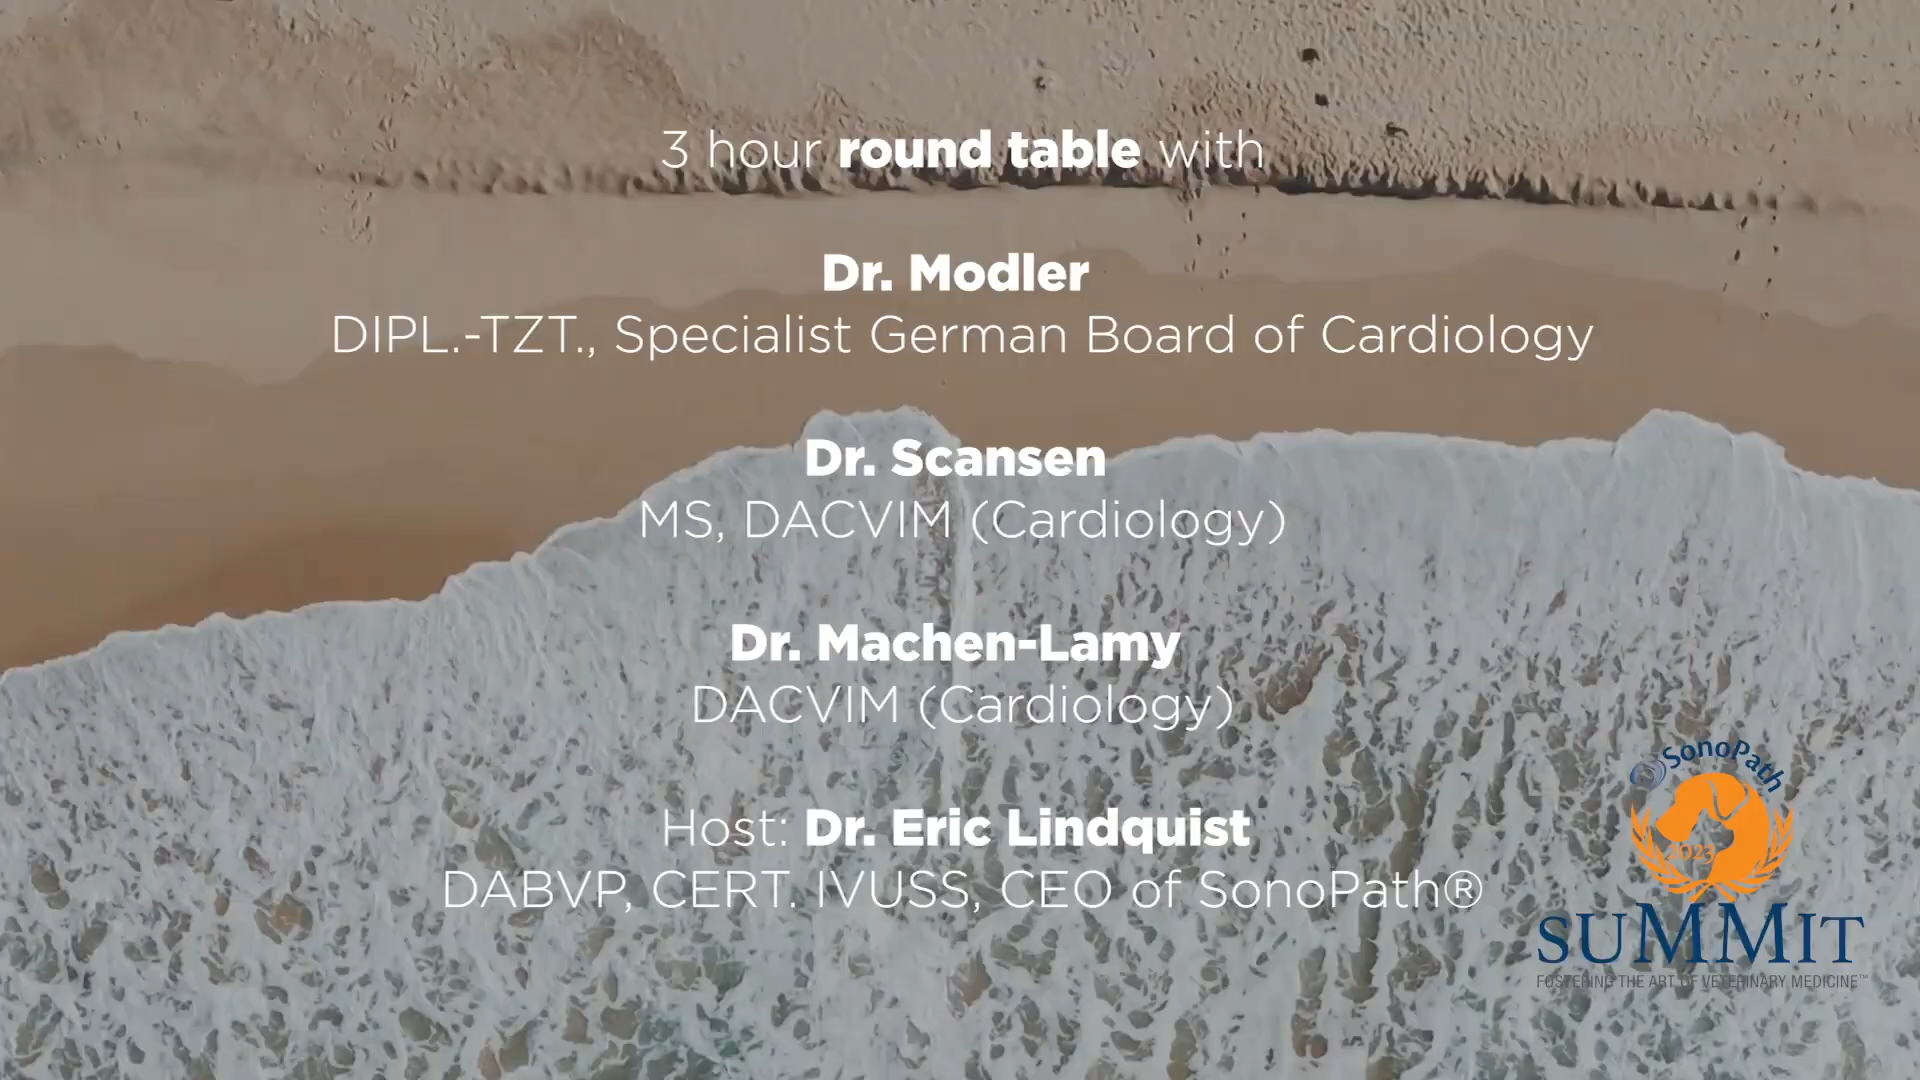 3 hour round table with
Dr. Modler
DIPL.-TZT., Specialist German Board of Cardiology
Dr. Scansen
MS, DACVIM (Cardiology)
Dr. Machen-Lamy
DACVIM (Cardiology)
Host: Dr. Eric Lindquist
DABVP, CERT. IVUSS, CEO of SonoPath®
SonoPath
2023
SUMMIT
FOSTERING THE ART OF VETERINARY MEDICINE™